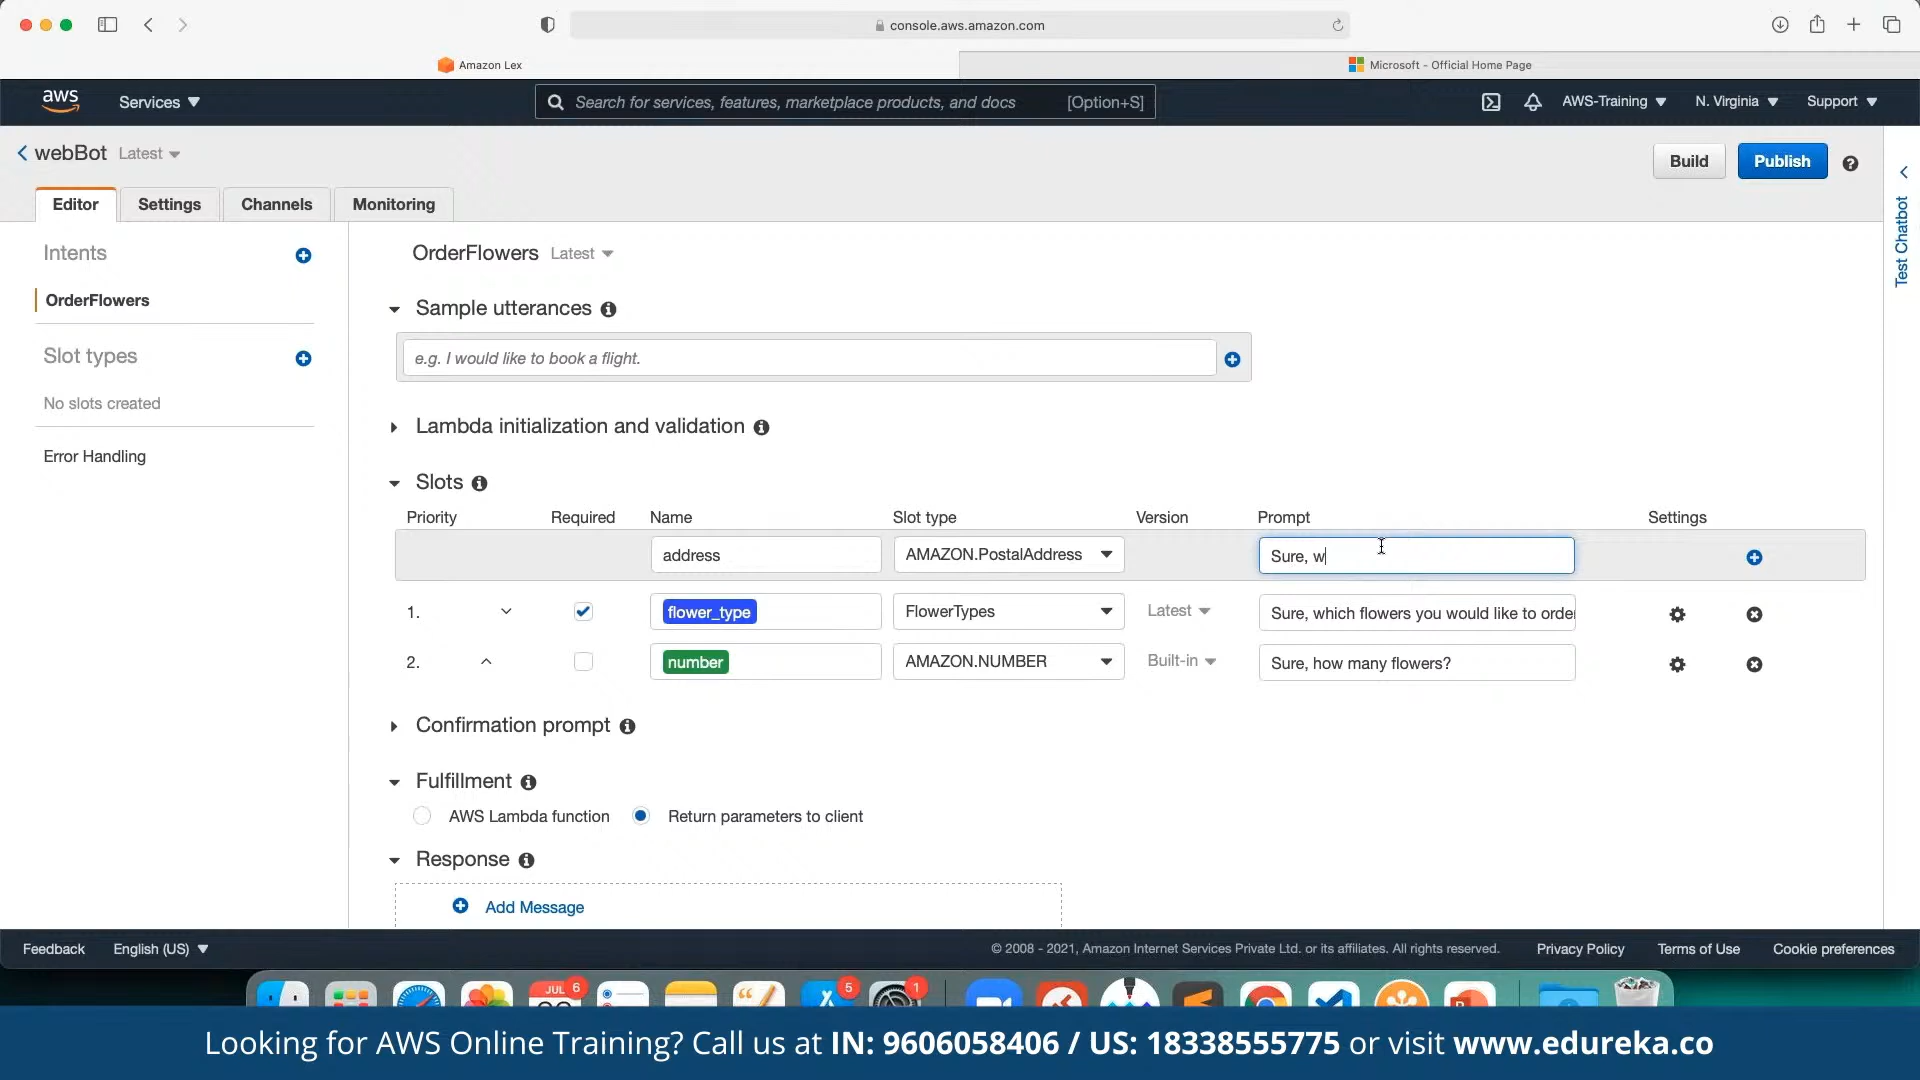 console.aws.amazon.com
Amazon Lex
Microsoft - Official Home Page
aws
Services
Search for services, features, marketplace products, and docs [Option+S]
AWS-Training
N. Virginia
Support
webBot Latest
Build
Publish
Editor
Settings
Channels
Monitoring
Test Chatbot
Intents
OrderFlowers
Slot types
No slots created
Error Handling
OrderFlowers Latest
Sample utterances
e.g. I would like to book a flight.
Lambda initialization and validation
Slots
Priority Required Name Slot type Version Prompt Settings
address AMAZON.PostalAddress Sure, w
1. flower_type FlowerTypes Latest Sure, which flowers you would like to order
2. number AMAZON.NUMBER Built-in Sure, how many flowers?
Confirmation prompt
Fulfillment
AWS Lambda function Return parameters to client
Response
Add Message
Feedback English (US) © 2008 - 2021, Amazon Internet Services Private Ltd. or its affiliates. All rights reserved. Privacy Policy Terms of Use Cookie preferences
JUL 6 5 1
Looking for AWS Online Training? Call us at IN: 9606058406 / US: 18338555775 or visit www.edureka.co